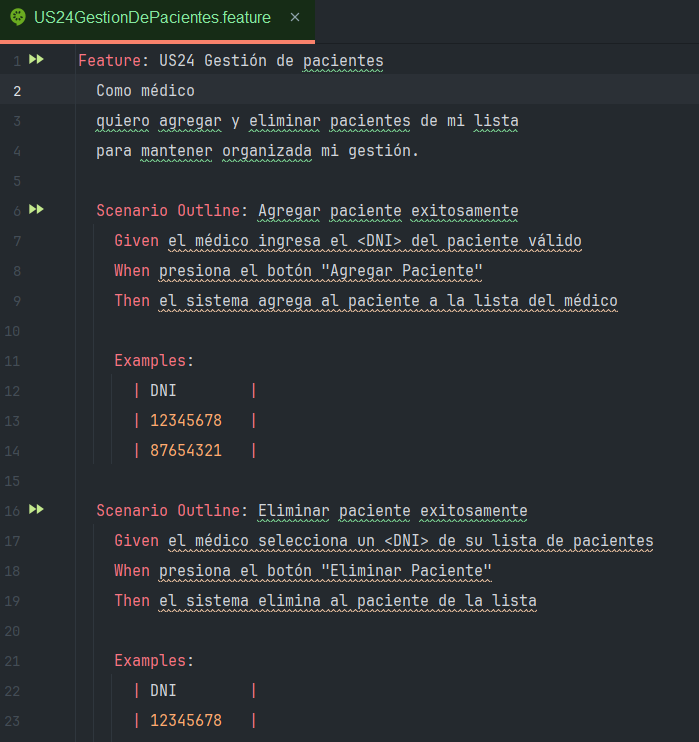 US24GestionDePacientes.feature ×
1 Feature: US24 Gestión de pacientes
2 Como médico
3 quiero agregar y eliminar pacientes de mi lista
4 para mantener organizada mi gestión.
5
6 Scenario Outline: Agregar paciente exitosamente
7 Given el médico ingresa el <DNI> del paciente válido
8 When presiona el botón "Agregar Paciente"
9 Then el sistema agrega al paciente a la lista del médico
10
11 Examples:
12 | DNI |
13 | 12345678 |
14 | 87654321 |
15
16 Scenario Outline: Eliminar paciente exitosamente
17 Given el médico selecciona un <DNI> de su lista de pacientes
18 When presiona el botón "Eliminar Paciente"
19 Then el sistema elimina al paciente de la lista
20
21 Examples:
22 | DNI |
23 | 12345678 |